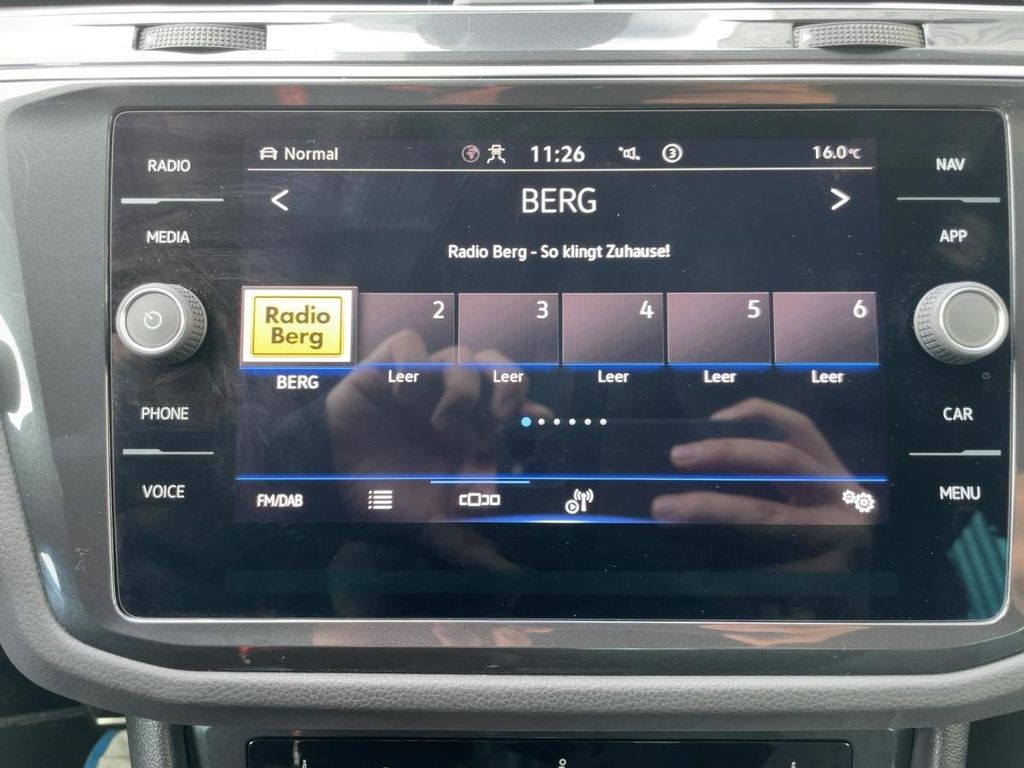 RADIO
MEDIA
PHONE
VOICE
Normal
11:26
3
16.0°C
BERG
Radio Berg - So klingt Zuhause!
Radio
Berg
2
3
4
5
6
BERG
Leer
Leer
Leer
Leer
Leer
FM/DAB
NAV
APP
CAR
MENU